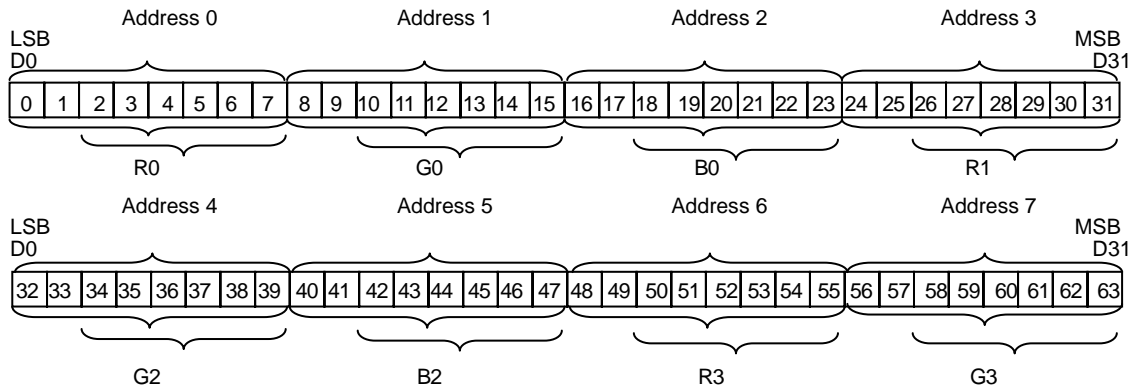 Address 0 Address 1 Address 2 Address 3
LSB MSB
D0 D31
0 1 2 3 4 5 6 7 8 9 10 11 12 13 14 15 16 17 18 19 20 21 22 23 24 25 26 27 28 29 30 31
R0 G0 B0 R1
Address 4 Address 5 Address 6 Address 7
LSB MSB
D0 D31
32 33 34 35 36 37 38 39 40 41 42 43 44 45 46 47 48 49 50 51 52 53 54 55 56 57 58 59 60 61 62 63
G2 B2 R3 G3